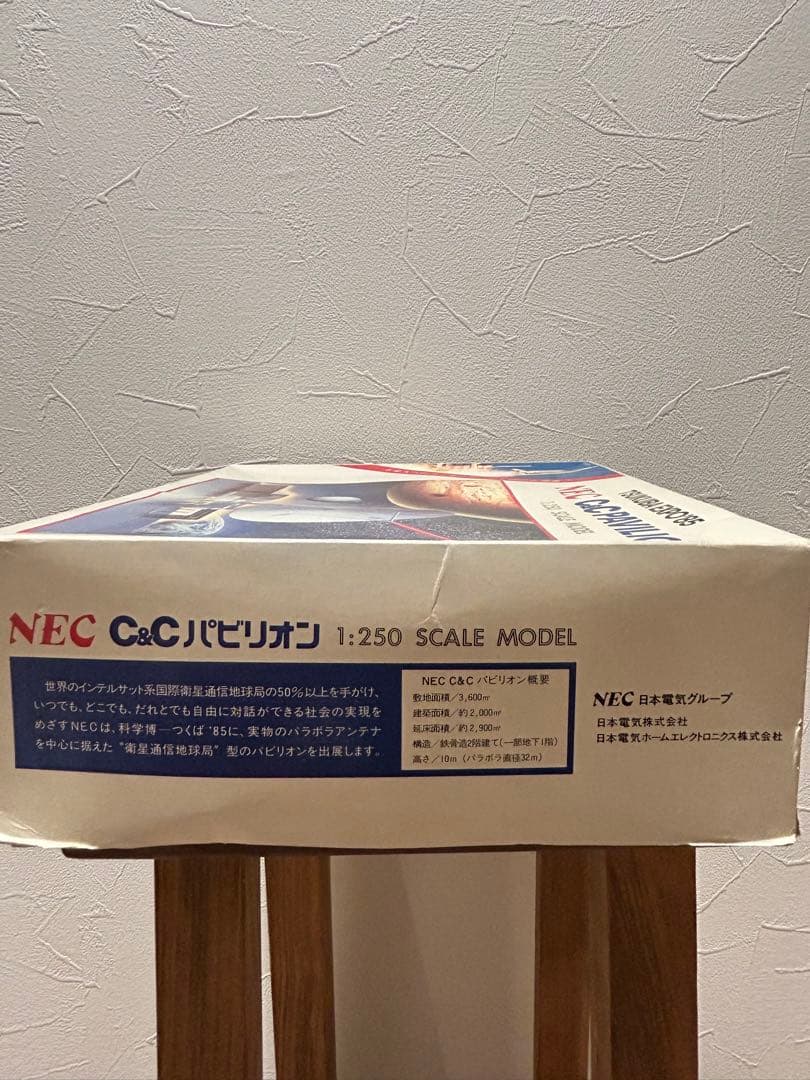 TSUKUBA EXPO'85
NEC C&C PAVILIO
1:250 SCALE MODEL
NEC C&Cパビリオン 1:250 SCALE MODEL
世界のインテルサット系国際衛星通信地球局の50%以上を手がけ、
いつでも、どこでも、だれとでも自由に対話ができる社会の実現を
めざすNECは、科学博―つくば'85に、実物のパラボラアンテナ
を中心に据えた“衛星通信地球局”型のパビリオンを出展します。
NEC C&C パビリオン概要
敷地面積/3,600㎡
建築面積/約2,000㎡
延床面積/約2,900㎡
構造/鉄骨造2階建て(一部地下1階)
高さ/10m(パラボラ直径32m)
NEC 日本電気グループ
日本電気株式会社
日本電気ホームエレクトロニクス株式会社